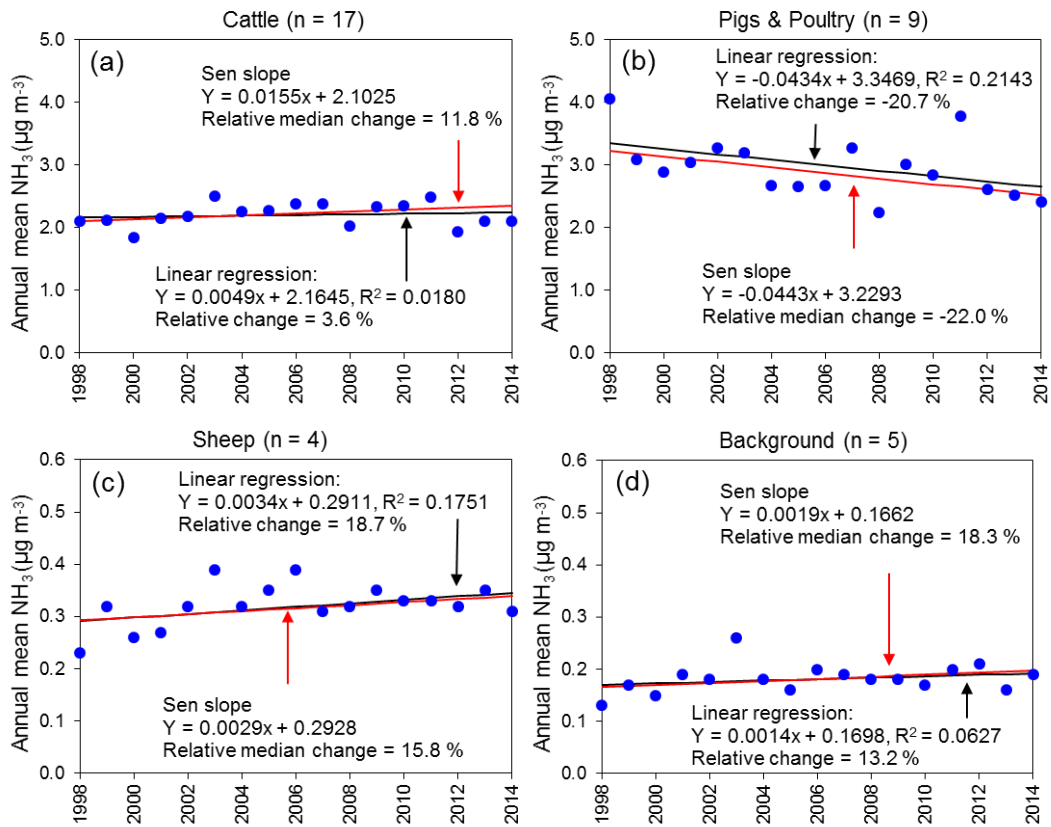 Cattle (n = 17)
(a)
Annual mean NH₃ (µg m⁻³)
5.0
4.0
3.0
2.0
1.0
0.0
Sen slope
Y = 0.0155x + 2.1025
Relative median change = 11.8 %
Linear regression:
Y = 0.0049x + 2.1645, R² = 0.0180
Relative change = 3.6 %
1998
2000
2002
2004
2006
2008
2010
2012
2014
Pigs & Poultry (n = 9)
(b)
Annual mean NH₃ (µg m⁻³)
5.0
4.0
3.0
2.0
1.0
0.0
Linear regression:
Y = -0.0434x + 3.3469, R² = 0.2143
Relative change = -20.7 %
Sen slope
Y = -0.0443x + 3.2293
Relative median change = -22.0 %
1998
2000
2002
2004
2006
2008
2010
2012
2014
Sheep (n = 4)
(c)
Annual mean NH₃ (µg m⁻³)
0.6
0.5
0.4
0.3
0.2
0.1
0.0
Linear regression:
Y = 0.0034x + 0.2911, R² = 0.1751
Relative change = 18.7 %
Sen slope
Y = 0.0029x + 0.2928
Relative median change = 15.8 %
1998
2000
2002
2004
2006
2008
2010
2012
2014
Background (n = 5)
(d)
Annual mean NH₃ (µg m⁻³)
0.6
0.5
0.4
0.3
0.2
0.1
0.0
Sen slope
Y = 0.0019x + 0.1662
Relative median change = 18.3 %
Linear regression:
Y = 0.0014x + 0.1698, R² = 0.0627
Relative change = 13.2 %
1998
2000
2002
2004
2006
2008
2010
2012
2014